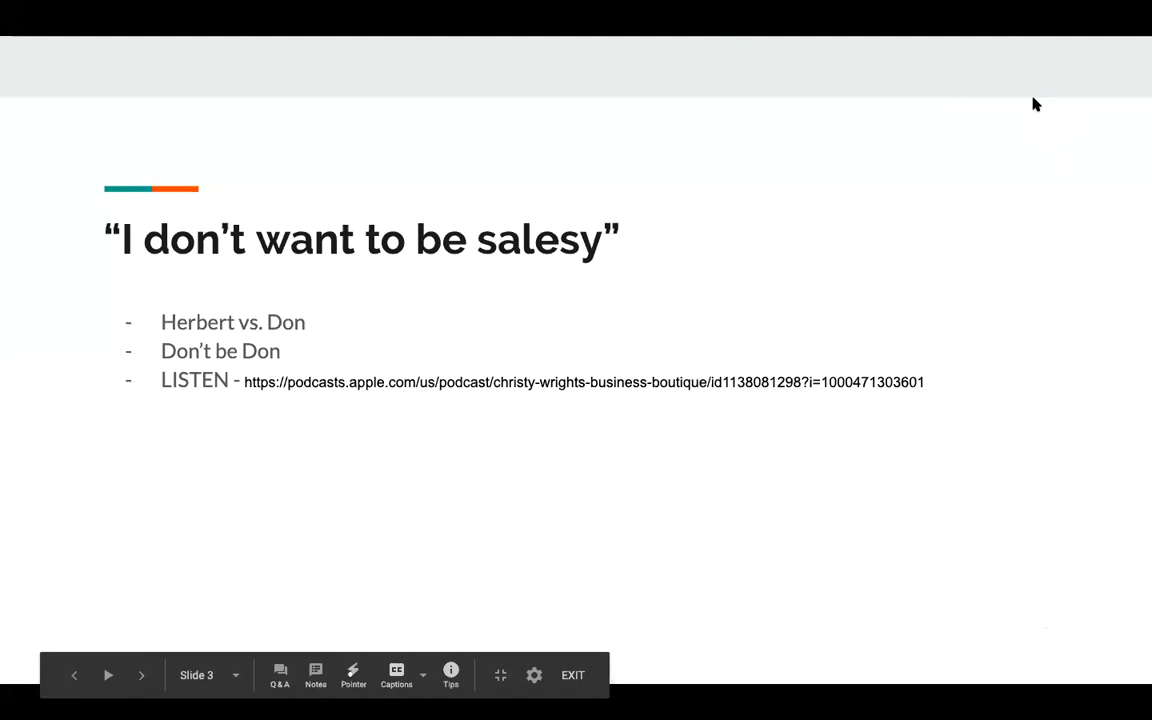 “I don’t want to be salesy”
- Herbert vs. Don
- Don’t be Don
- LISTEN - https://podcasts.apple.com/us/podcast/christy-wrights-business-boutique/id1138081298?i=1000471303601
Slide 3
Q & A
Notes
Pointer
CC
Captions
Tips
EXIT